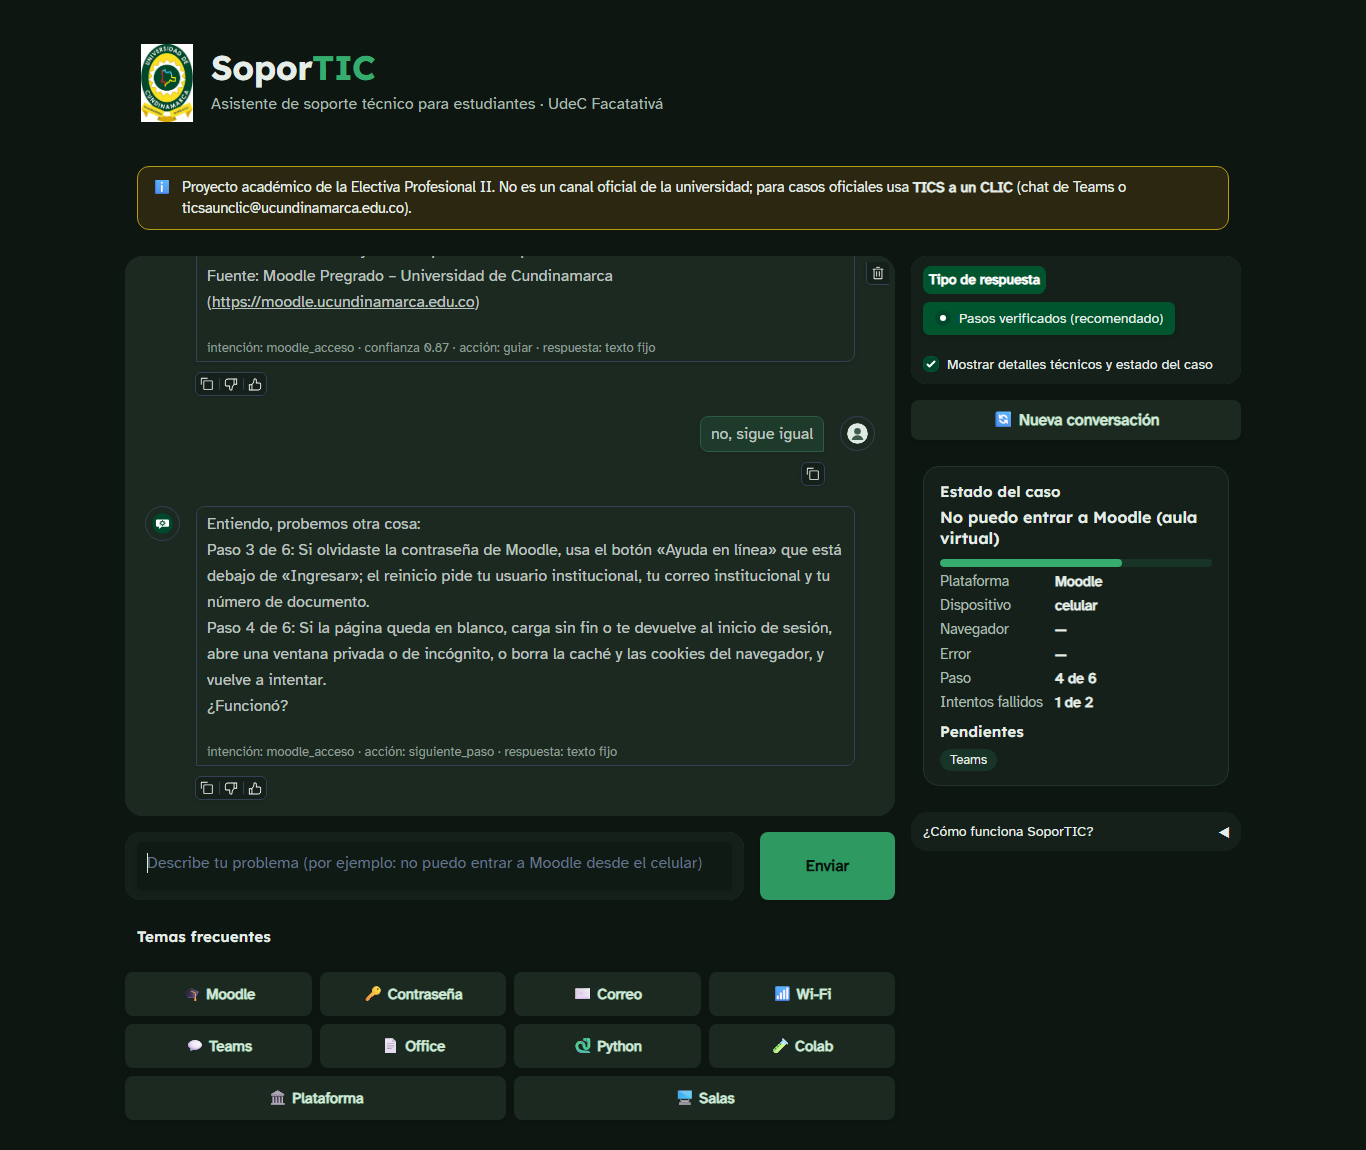 SoporTIC
Asistente de soporte técnico para estudiantes · UdeC Facatativá
UNIVERSIDAD DE
CUNDINAMARCA
Proyecto académico de la Electiva Profesional II. No es un canal oficial de la universidad; para casos oficiales usa TICS a un CLIC (chat de Teams o
ticsaunclic@ucundinamarca.edu.co).
Fuente: Moodle Pregrado – Universidad de Cundinamarca
(https://moodle.ucundinamarca.edu.co)
intención: moodle_acceso · confianza 0.87 · acción: guiar · respuesta: texto fijo
no, sigue igual
Entiendo, probemos otra cosa:
Paso 3 de 6: Si olvidaste la contraseña de Moodle, usa el botón «Ayuda en línea» que está
debajo de «Ingresar»; el reinicio pide tu usuario institucional, tu correo institucional y tu
número de documento.
Paso 4 de 6: Si la página queda en blanco, carga sin fin o te devuelve al inicio de sesión,
abre una ventana privada o de incógnito, o borra la caché y las cookies del navegador, y
vuelve a intentar.
¿Funcionó?
intención: moodle_acceso · acción: siguiente_paso · respuesta: texto fijo
Describe tu problema (por ejemplo: no puedo entrar a Moodle desde el celular)
Enviar
Temas frecuentes
Moodle
Contraseña
Correo
Wi-Fi
Teams
Office
Python
Colab
Plataforma
Salas
Tipo de respuesta
Pasos verificados (recomendado)
Mostrar detalles técnicos y estado del caso
Nueva conversación
Estado del caso
No puedo entrar a Moodle (aula
virtual)
Plataforma Moodle
Dispositivo celular
Navegador —
Error —
Paso 4 de 6
Intentos fallidos 1 de 2
Pendientes
Teams
¿Cómo funciona SoporTIC?